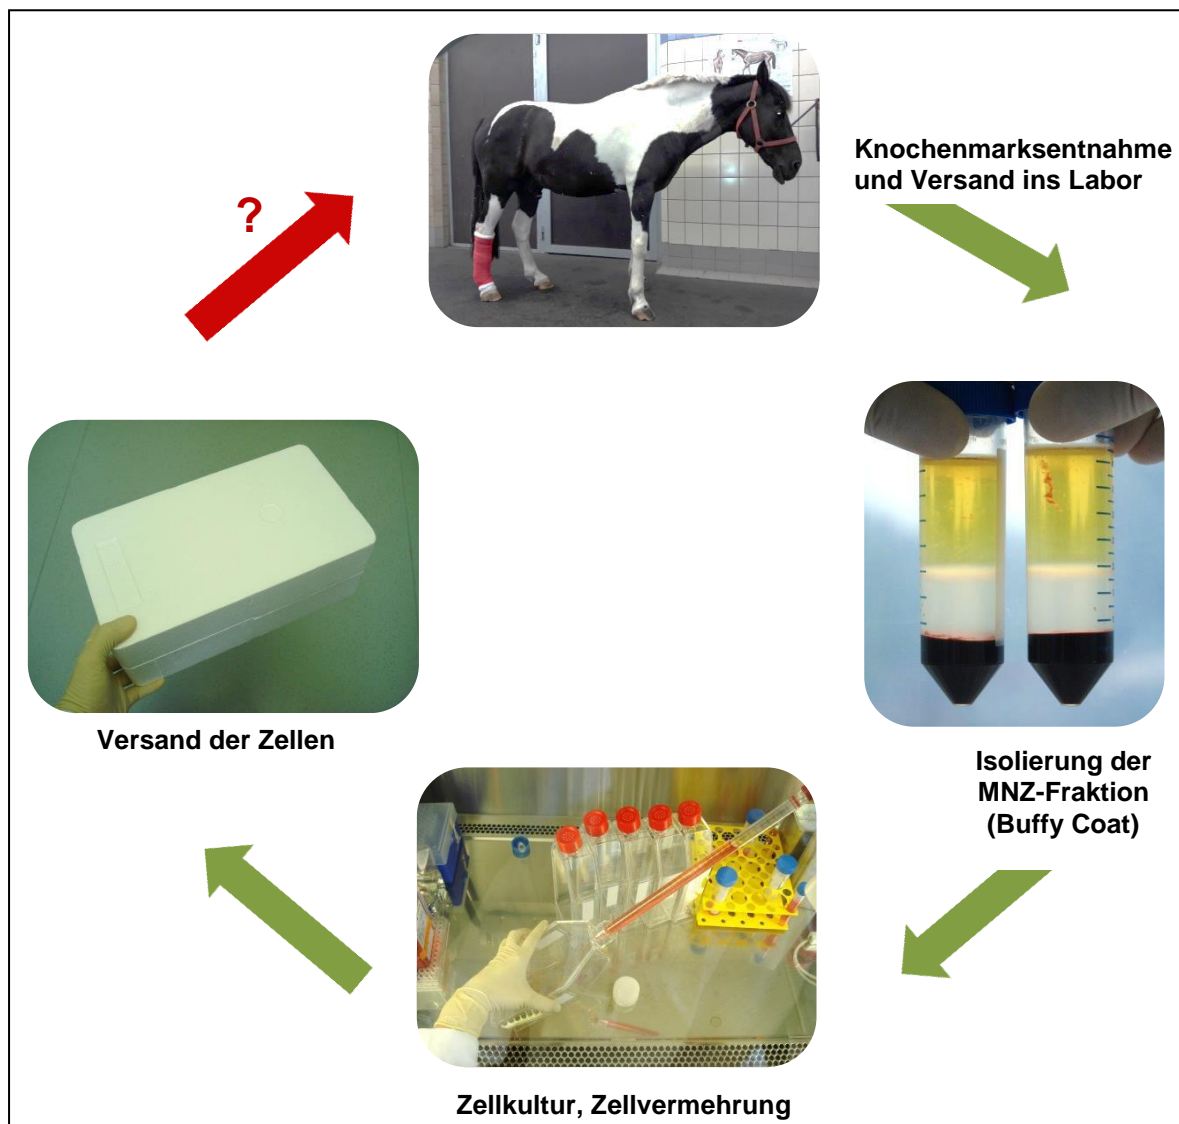 Knochenmarksentnahme
und Versand ins Labor
?
Versand der Zellen
Isolierung der
MNZ-Fraktion
(Buffy Coat)
Zellkultur, Zellvermehrung